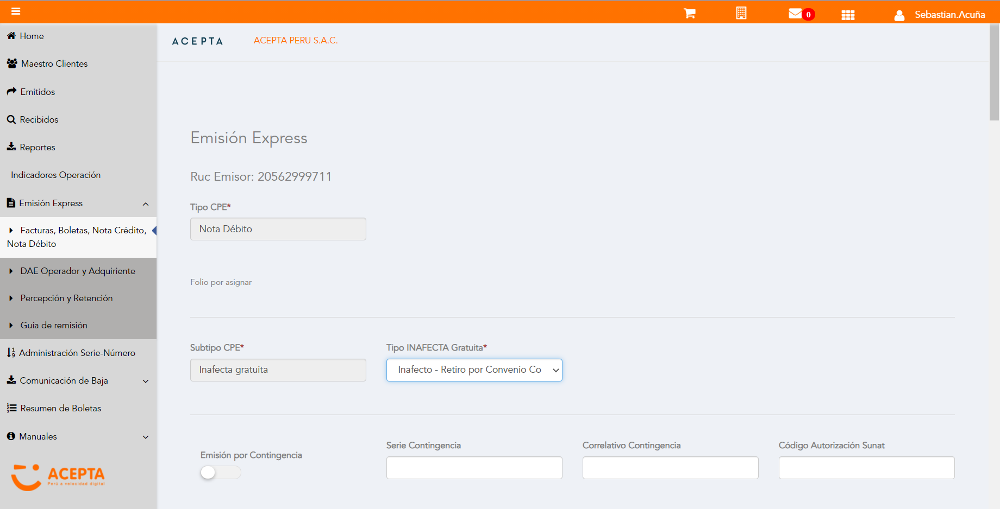 0
Sebastian.Acuña
Home
Maestro Clientes
Emitidos
Recibidos
Reportes
Indicadores Operación
Emisión Express
Facturas, Boletas, Nota Crédito,
Nota Débito
DAE Operador y Adquiriente
Percepción y Retención
Guía de remisión
Administración Serie-Número
Comunicación de Baja
Resumen de Boletas
Manuales
ACEPTA
Perú a velocidad digital
ACEPTA
ACEPTA PERU S.A.C.
Emisión Express
Ruc Emisor: 20562999711
Tipo CPE*
Nota Débito
Folio por asignar
Subtipo CPE*
Tipo INAFECTA Gratuita*
Inafecta gratuita
Inafecto - Retiro por Convenio Co
Emisión por Contingencia
Serie Contingencia
Correlativo Contingencia
Código Autorización Sunat